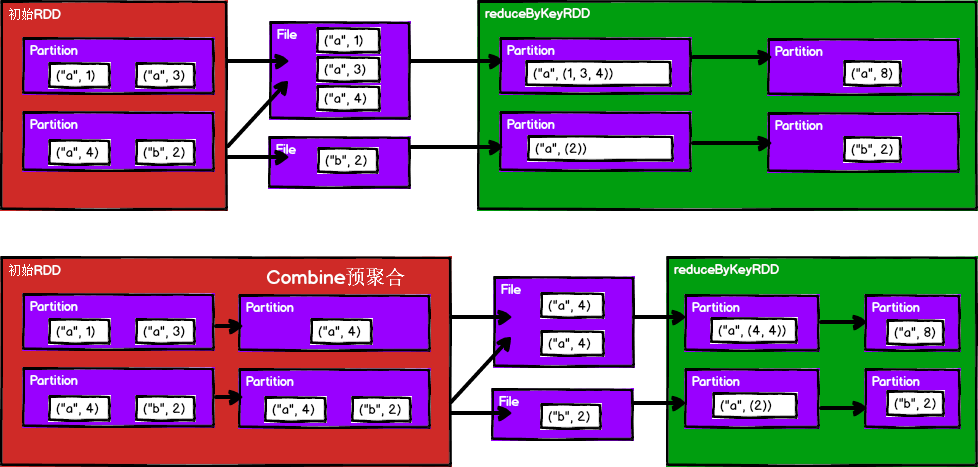 初始RDD
Partition
("a", 1)
("a", 3)
Partition
("a", 4)
("b", 2)
File
("a", 1)
("a", 3)
("a", 4)
File
("b", 2)
reduceByKeyRDD
Partition
("a", (1, 3, 4))
Partition
("a", 8)
Partition
("a", (2))
Partition
("b", 2)
初始RDD
Combine预聚合
Partition
("a", 1)
("a", 3)
Partition
("a", 4)
Partition
("a", 4)
("b", 2)
Partition
("a", 4)
("b", 2)
File
("a", 4)
("a", 4)
File
("b", 2)
reduceByKeyRDD
Partition
("a", (4, 4))
Partition
("a", 8)
Partition
("a", (2))
Partition
("b", 2)